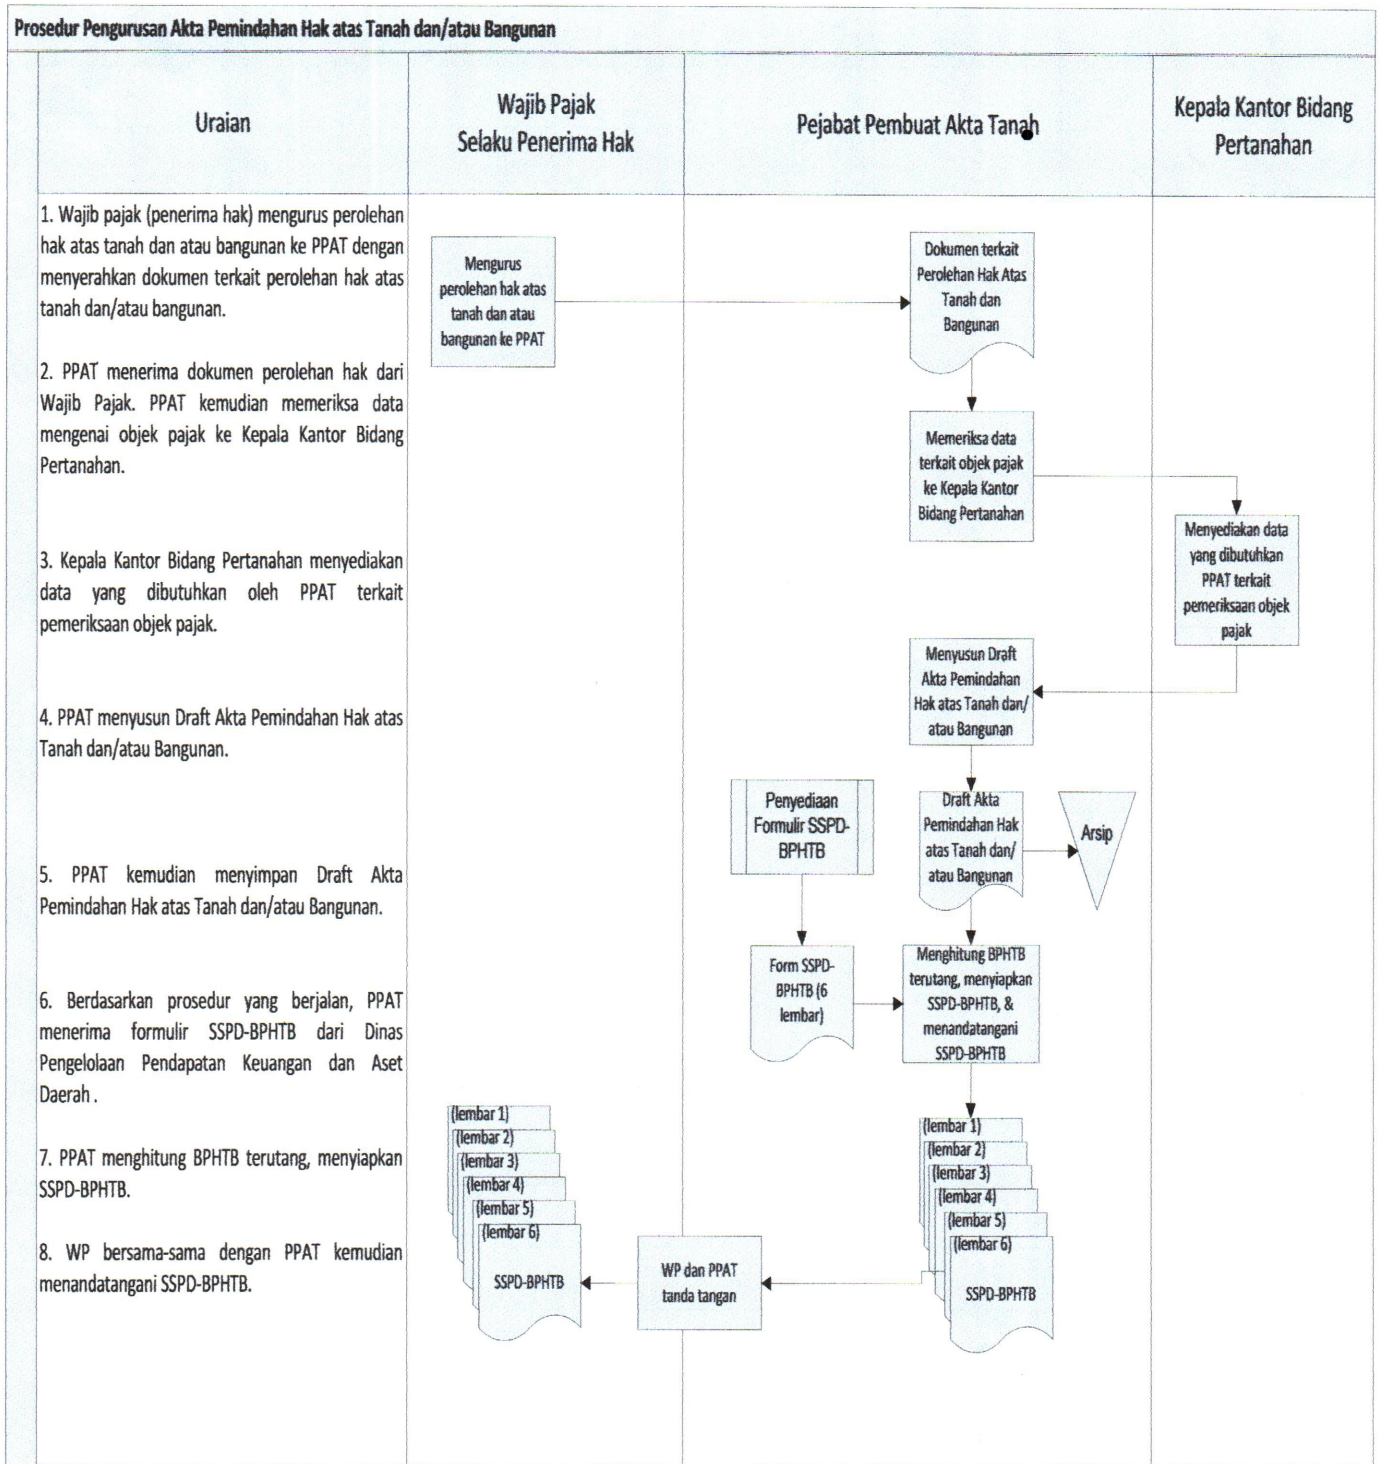 Prosedur Pengurusan Akta Pemindahan Hak atas Tanah dan/atau Bangunan
Uraian
Wajib Pajak
Selaku Penerima Hak
Pejabat Pembuat Akta Tanah
Kepala Kantor Bidang
Pertanahan
1. Wajib pajak (penerima hak) mengurus perolehan
hak atas tanah dan atau bangunan ke PPAT dengan
menyerahkan dokumen terkait perolehan hak atas
tanah dan/atau bangunan.
2. PPAT menerima dokumen perolehan hak dari
Wajib Pajak. PPAT kemudian memeriksa data
mengenai objek pajak ke Kepala Kantor Bidang
Pertanahan.
3. Kepala Kantor Bidang Pertanahan menyediakan
data yang dibutuhkan oleh PPAT terkait
pemeriksaan objek pajak.
4. PPAT menyusun Draft Akta Pemindahan Hak atas
Tanah dan/atau Bangunan.
5. PPAT kemudian menyimpan Draft Akta
Pemindahan Hak atas Tanah dan/atau Bangunan.
6. Berdasarkan prosedur yang berjalan, PPAT
menerima formulir SSPD-BPHTB dari Dinas
Pengelolaan Pendapatan Keuangan dan Aset
Daerah .
7. PPAT menghitung BPHTB terutang, menyiapkan
SSPD-BPHTB.
8. WP bersama-sama dengan PPAT kemudian
menandatangani SSPD-BPHTB.
Mengurus
perolehan hak atas
tanah dan atau
bangunan ke PPAT
Dokumen terkait
Perolehan Hak Atas
Tanah dan
Bangunan
Memeriksa data
terkait objek pajak
ke Kepala Kantor
Bidang Pertanahan
Menyediakan data
yang dibutuhkan
PPAT terkait
pemeriksaan objek
pajak
Menyusun Draft
Akta Pemindahan
Hak atas Tanah dan/
atau Bangunan
Penyediaan
Formulir SSPD-
BPHTB
Draft Akta
Pemindahan Hak
atas Tanah dan/
atau Bangunan
Arsip
Form SSPD-
BPHTB (6
lembar)
Menghitung BPHTB
terutang, menyiapkan
SSPD-BPHTB, &
menandatangani
SSPD-BPHTB
(lembar 1)
(lembar 2)
(lembar 3)
(lembar 4)
(lembar 5)
(lembar 6)
SSPD-BPHTB
WP dan PPAT
tanda tangan
(lembar 1)
(lembar 2)
(lembar 3)
(lembar 4)
(lembar 5)
(lembar 6)
SSPD-BPHTB